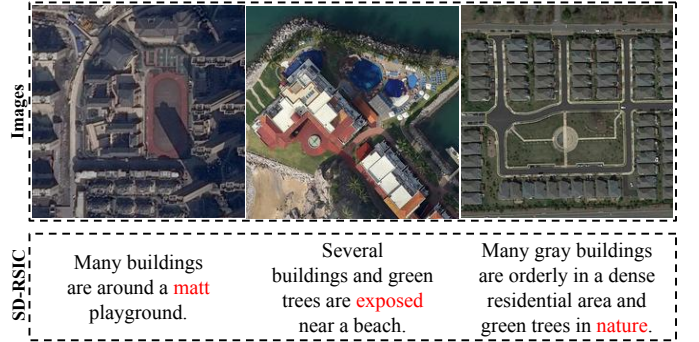 Images
SD-RSIC
Many buildings
are around a matt
playground.
Several
buildings and green
trees are exposed
near a beach.
Many gray buildings
are orderly in a dense
residential area and
green trees in nature.